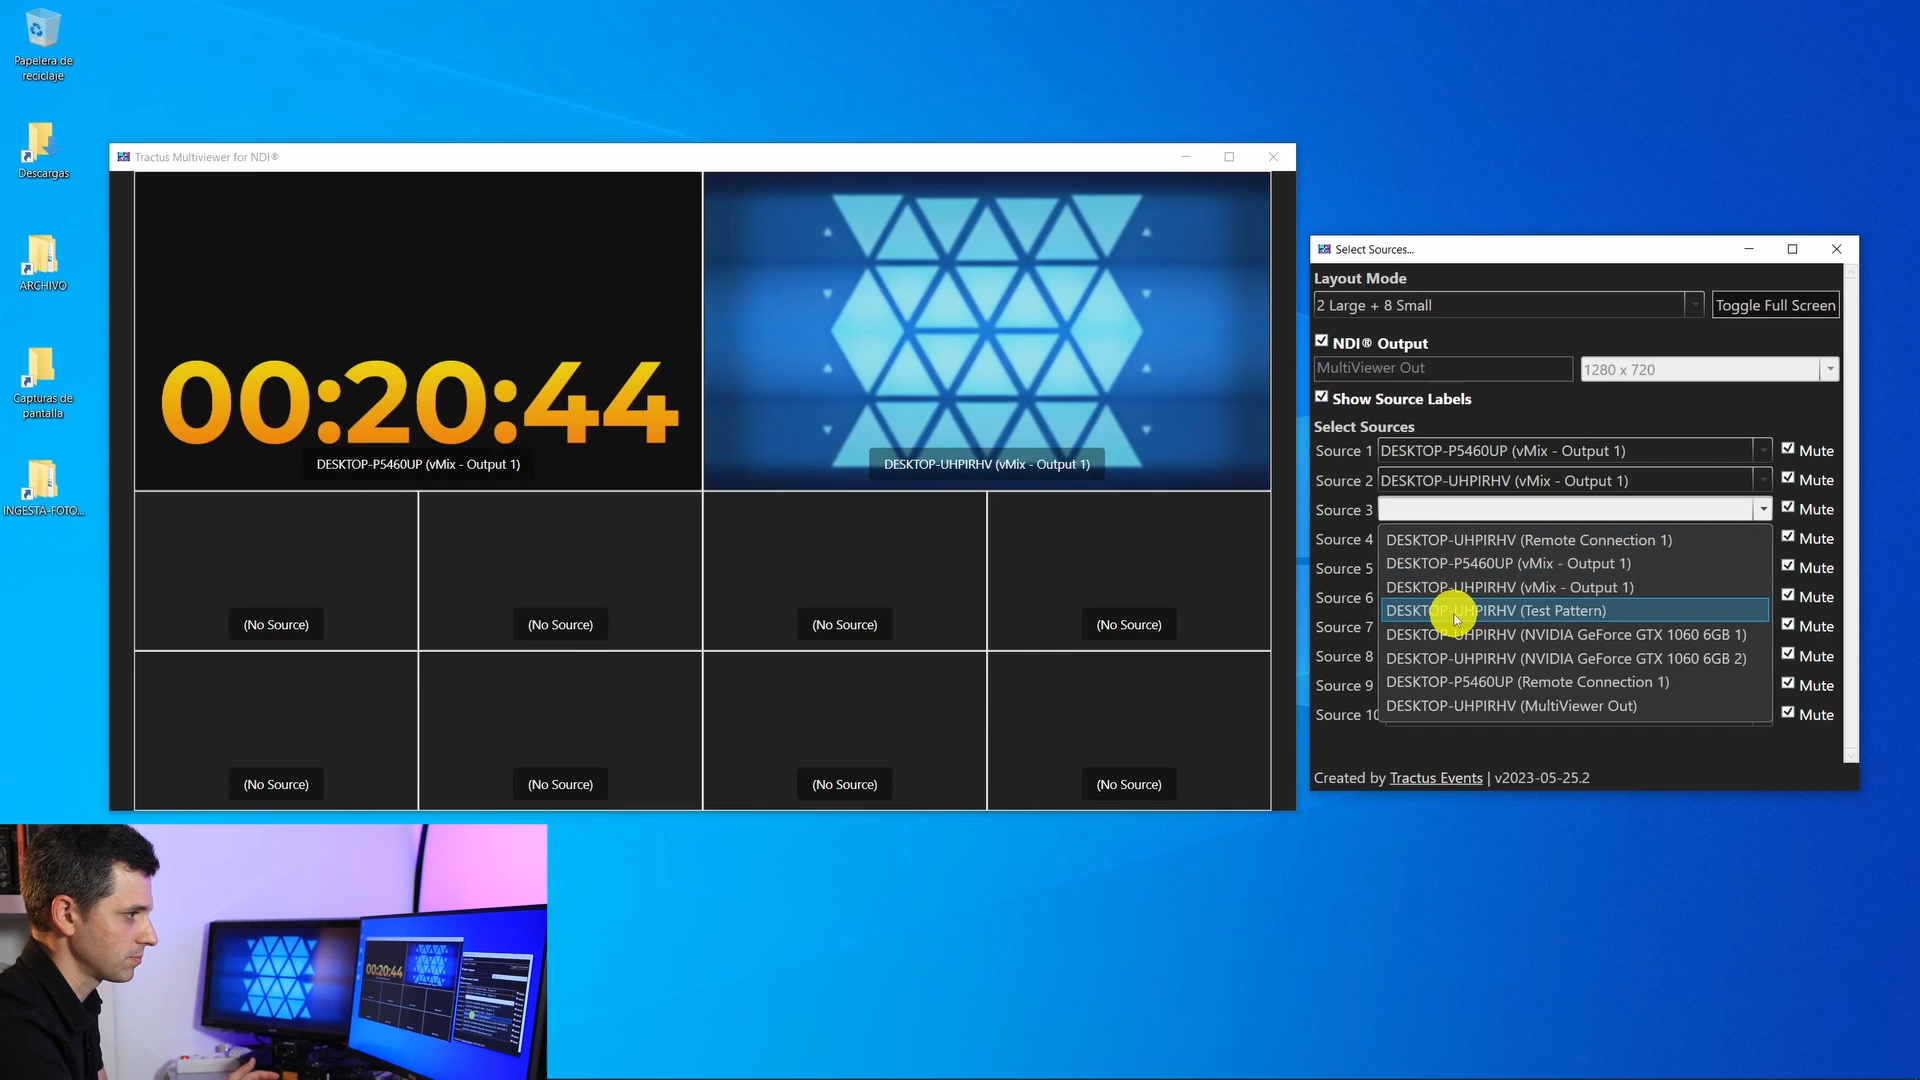 Papelera de
reciclaje
Descargas
ARCHIVO
Capturas de
pantalla
INGESTA-FOTO...
Tractus Multiviewer for NDI®
00:20:44
DESKTOP-P5460UP (vMix - Output 1)
DESKTOP-UHPIRHV (vMix - Output 1)
(No Source)
(No Source)
(No Source)
(No Source)
(No Source)
(No Source)
(No Source)
(No Source)
Select Sources...
Layout Mode
2 Large + 8 Small
Toggle Full Screen
NDI® Output
MultiViewer Out
1280 x 720
Show Source Labels
Select Sources
Source 1 DESKTOP-P5460UP (vMix - Output 1) Mute
Source 2 DESKTOP-UHPIRHV (vMix - Output 1) Mute
Source 3 Mute
Source 4 Mute
Source 5 Mute
Source 6 Mute
Source 7 Mute
Source 8 Mute
Source 9 Mute
Source 10 Mute
DESKTOP-UHPIRHV (Remote Connection 1)
DESKTOP-P5460UP (vMix - Output 1)
DESKTOP-UHPIRHV (vMix - Output 1)
DESKTOP-UHPIRHV (Test Pattern)
DESKTOP-UHPIRHV (NVIDIA GeForce GTX 1060 6GB 1)
DESKTOP-UHPIRHV (NVIDIA GeForce GTX 1060 6GB 2)
DESKTOP-P5460UP (Remote Connection 1)
DESKTOP-UHPIRHV (MultiViewer Out)
Created by Tractus Events | v2023-05-25.2
00:20:44